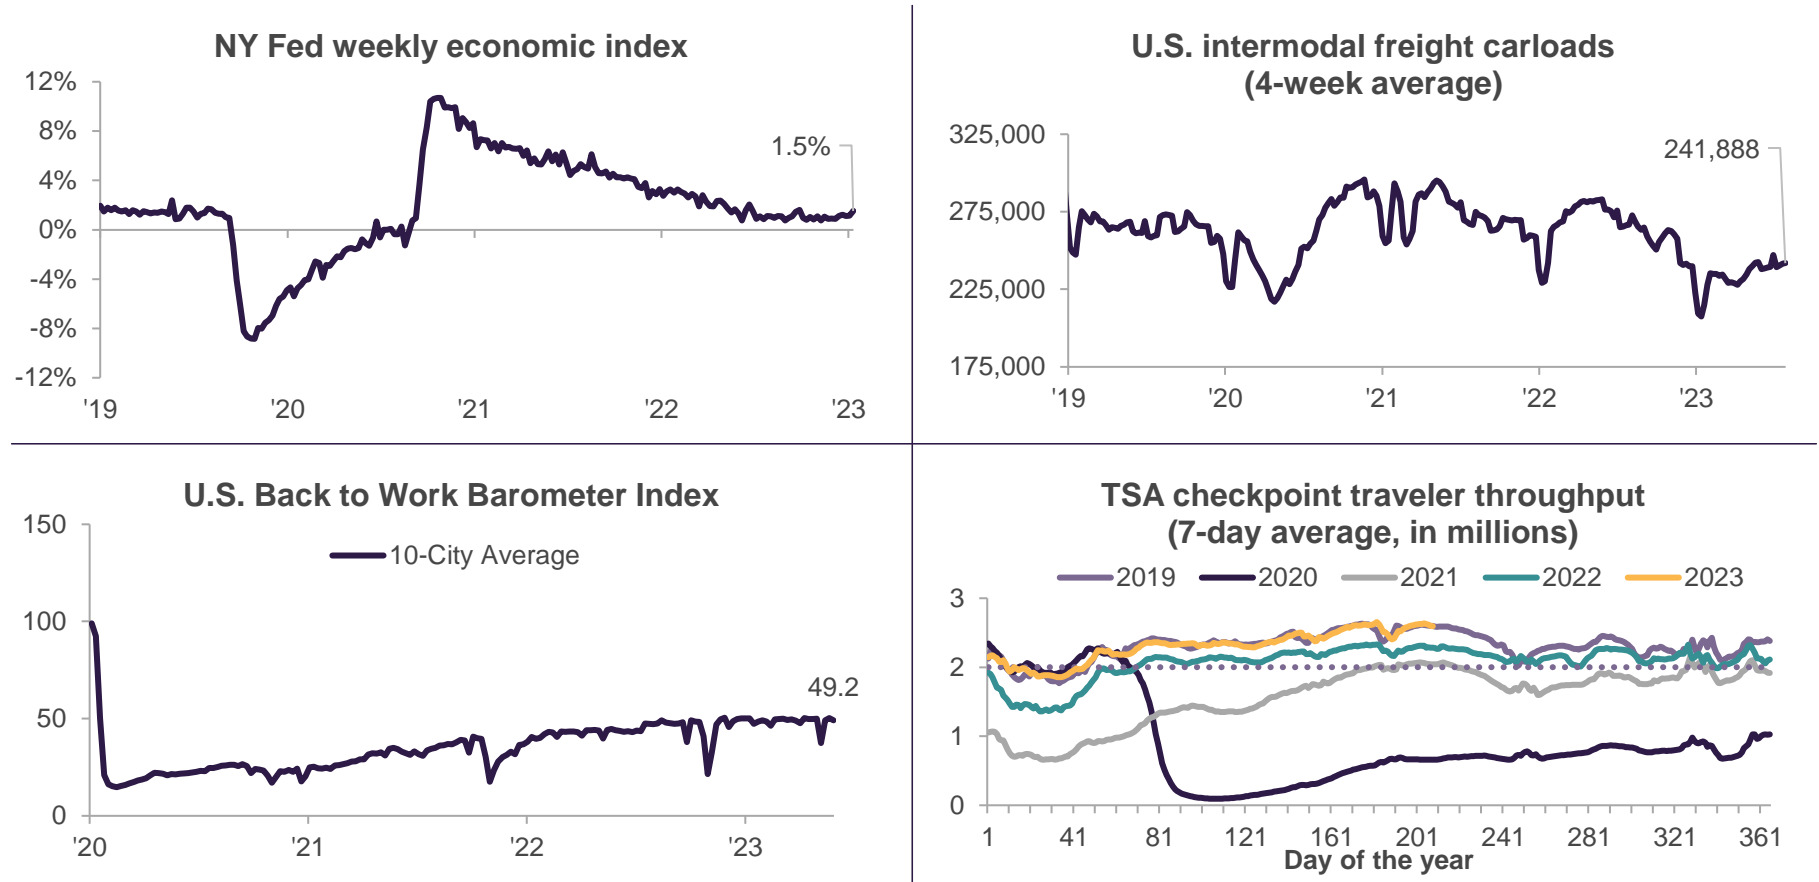 NY Fed weekly economic index
12%
8%
4%
0%
-4%
-8%
-12%
1.5%
'19 '20 '21 '22 '23
U.S. intermodal freight carloads
(4-week average)
325,000
275,000
225,000
175,000
241,888
'19 '20 '21 '22 '23
U.S. Back to Work Barometer Index
150
100
50
0
10-City Average
49.2
'20 '21 '22 '23
TSA checkpoint traveler throughput
(7-day average, in millions)
2019 2020 2021 2022 2023
3
2
1
0
1 41 81 121 161 201 241 281 321 361
Day of the year